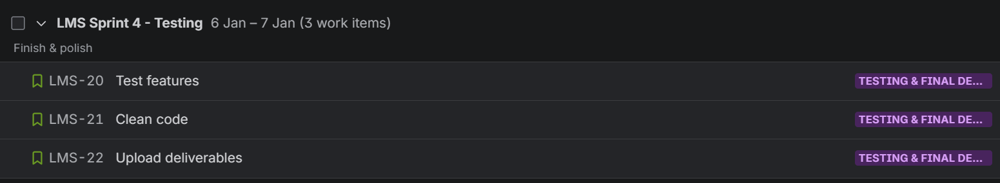 LMS Sprint 4 - Testing 6 Jan – 7 Jan (3 work items)
Finish & polish
LMS-20 Test features TESTING & FINAL DE...
LMS-21 Clean code TESTING & FINAL DE...
LMS-22 Upload deliverables TESTING & FINAL DE...